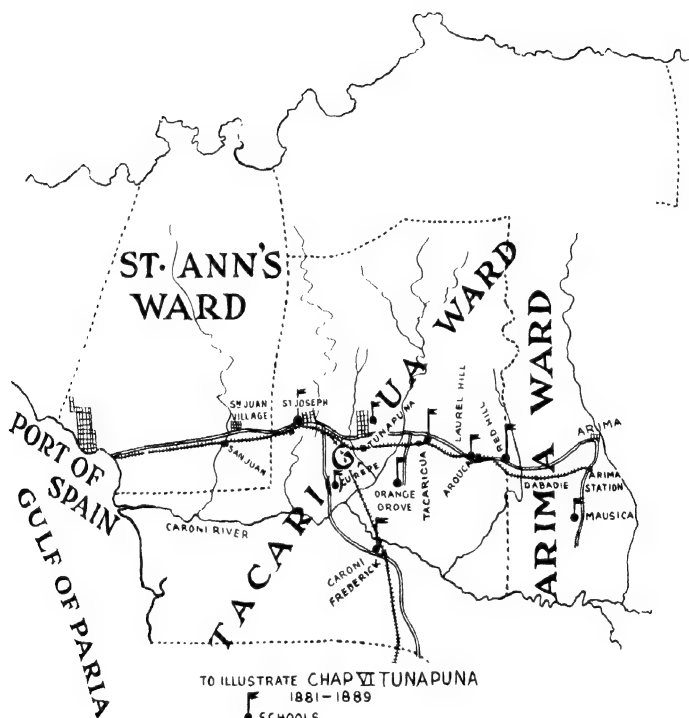 ST. ANN'S
WARD
TACARIGUA WARD
ARIMA WARD
PORT OF
SPAIN
GULF OF PARIA
SN JUAN
VILLAGE
ST JOSEPH
SAN JUAN
CARONI RIVER
CUREPE
TUNAPUNA
ORANGE
GROVE
TACARIGUA
LAUREL HILL
AROUCA
RED HILL
DABADIE
ARIMA
ARIMA
STATION
MAUSICA
CARONI
FREDERICK
TO ILLUSTRATE CHAP VI TUNAPUNA
1881-1889
SCHOOLS